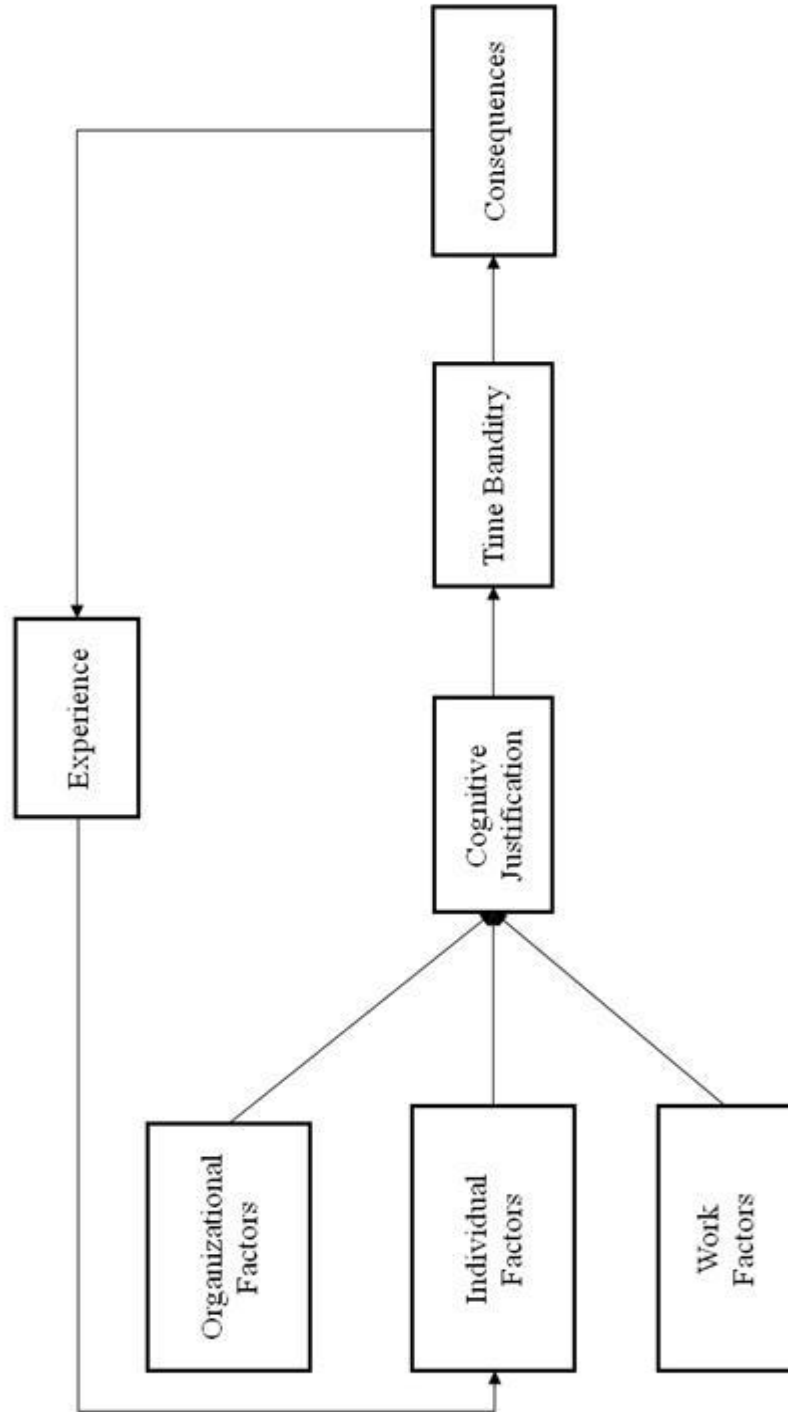 Experience
Organizational
Factors
Individual
Factors
Work
Factors
Cognitive
Justification
Time Banditry
Consequences